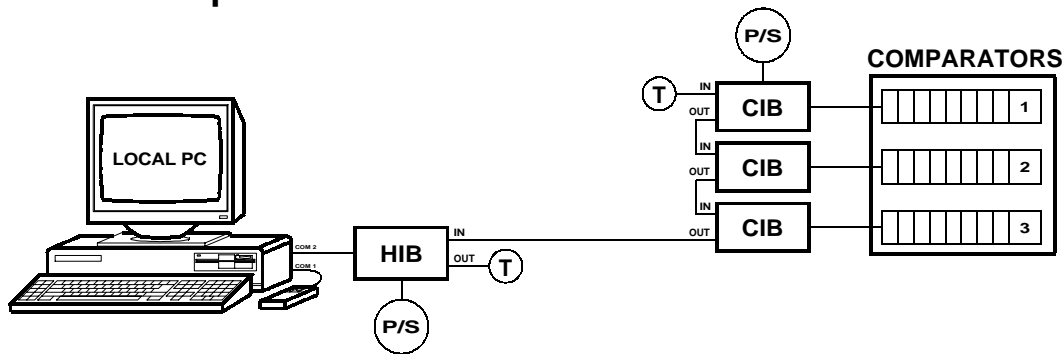 P/S
COMPARATORS
T
IN
CIB
1
OUT
IN
LOCAL PC
OUT
CIB
2
IN
OUT
CIB
3
COM 2
HIB
IN
OUT
T
COM 1
P/S